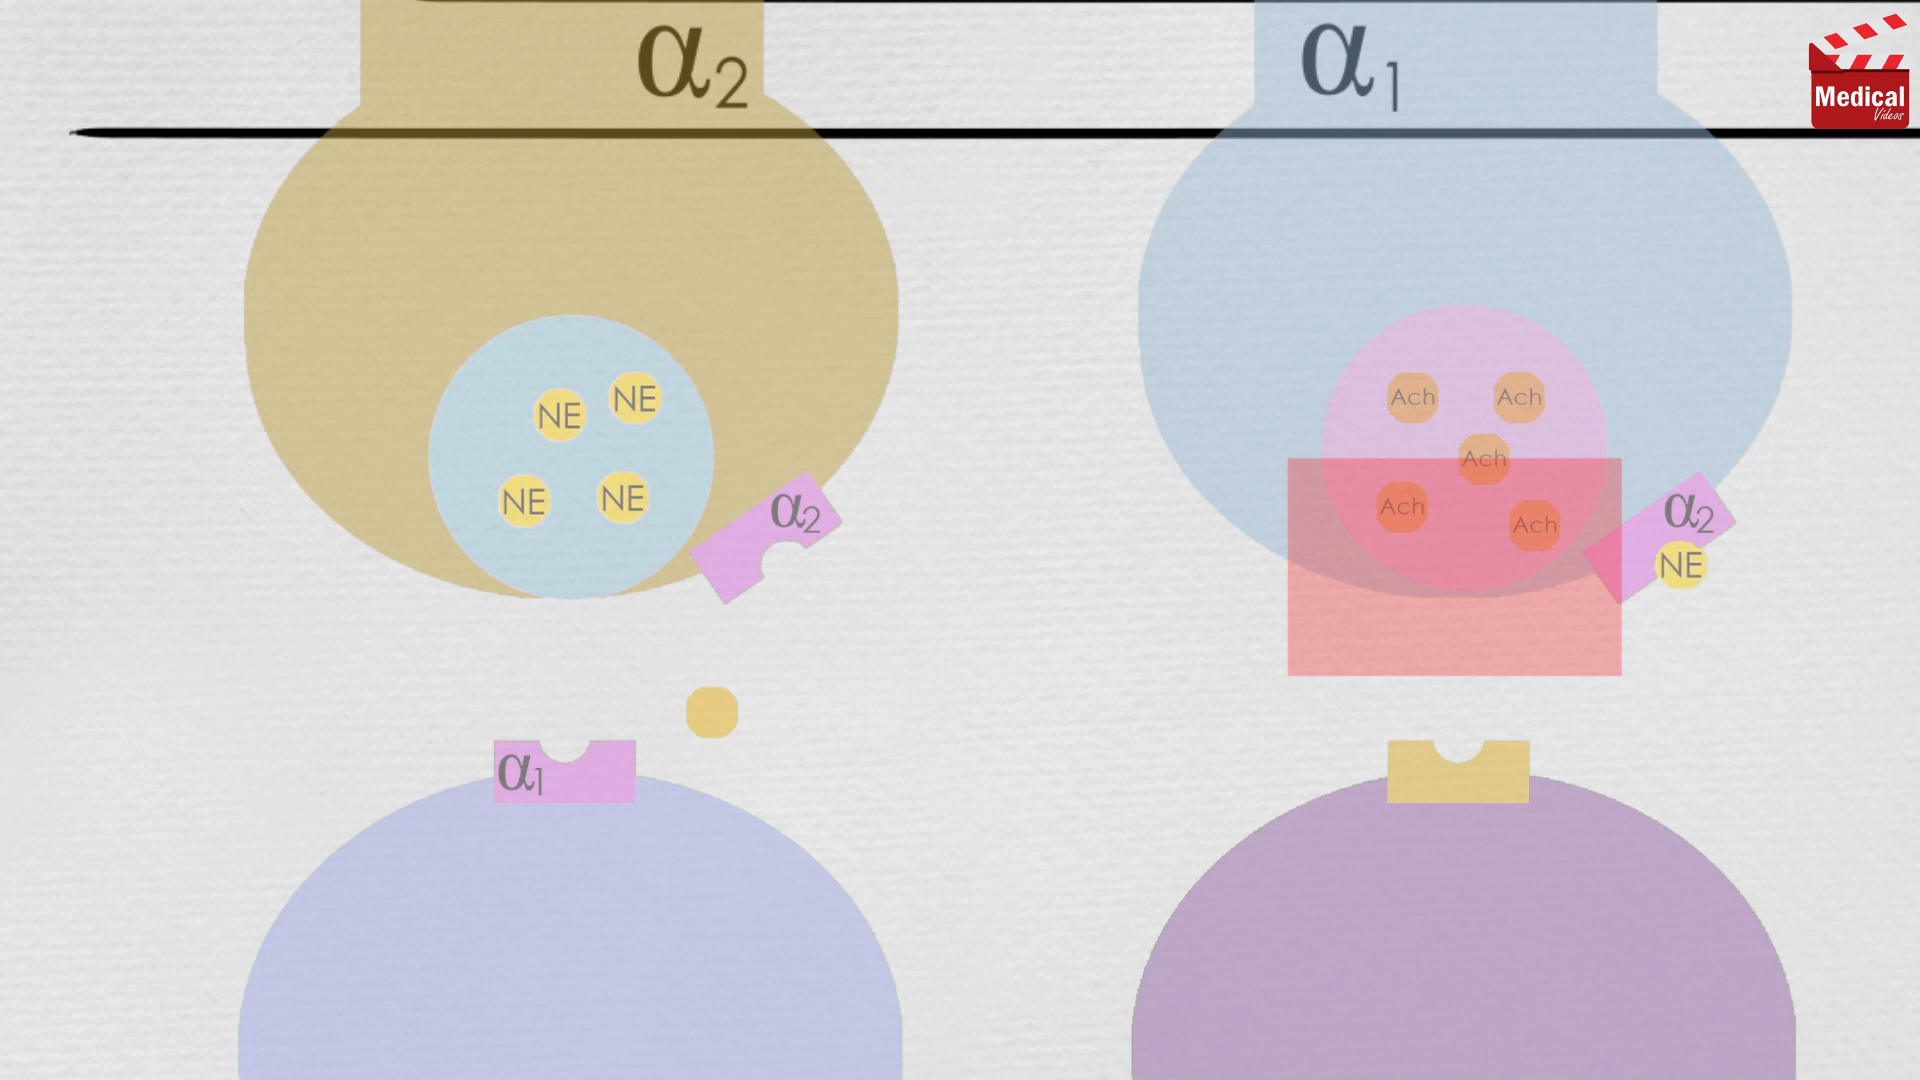 α2
α1
Medical
Videos
NE
NE
NE
NE
α2
α1
Ach
Ach
Ach
Ach
Ach
α2
NE